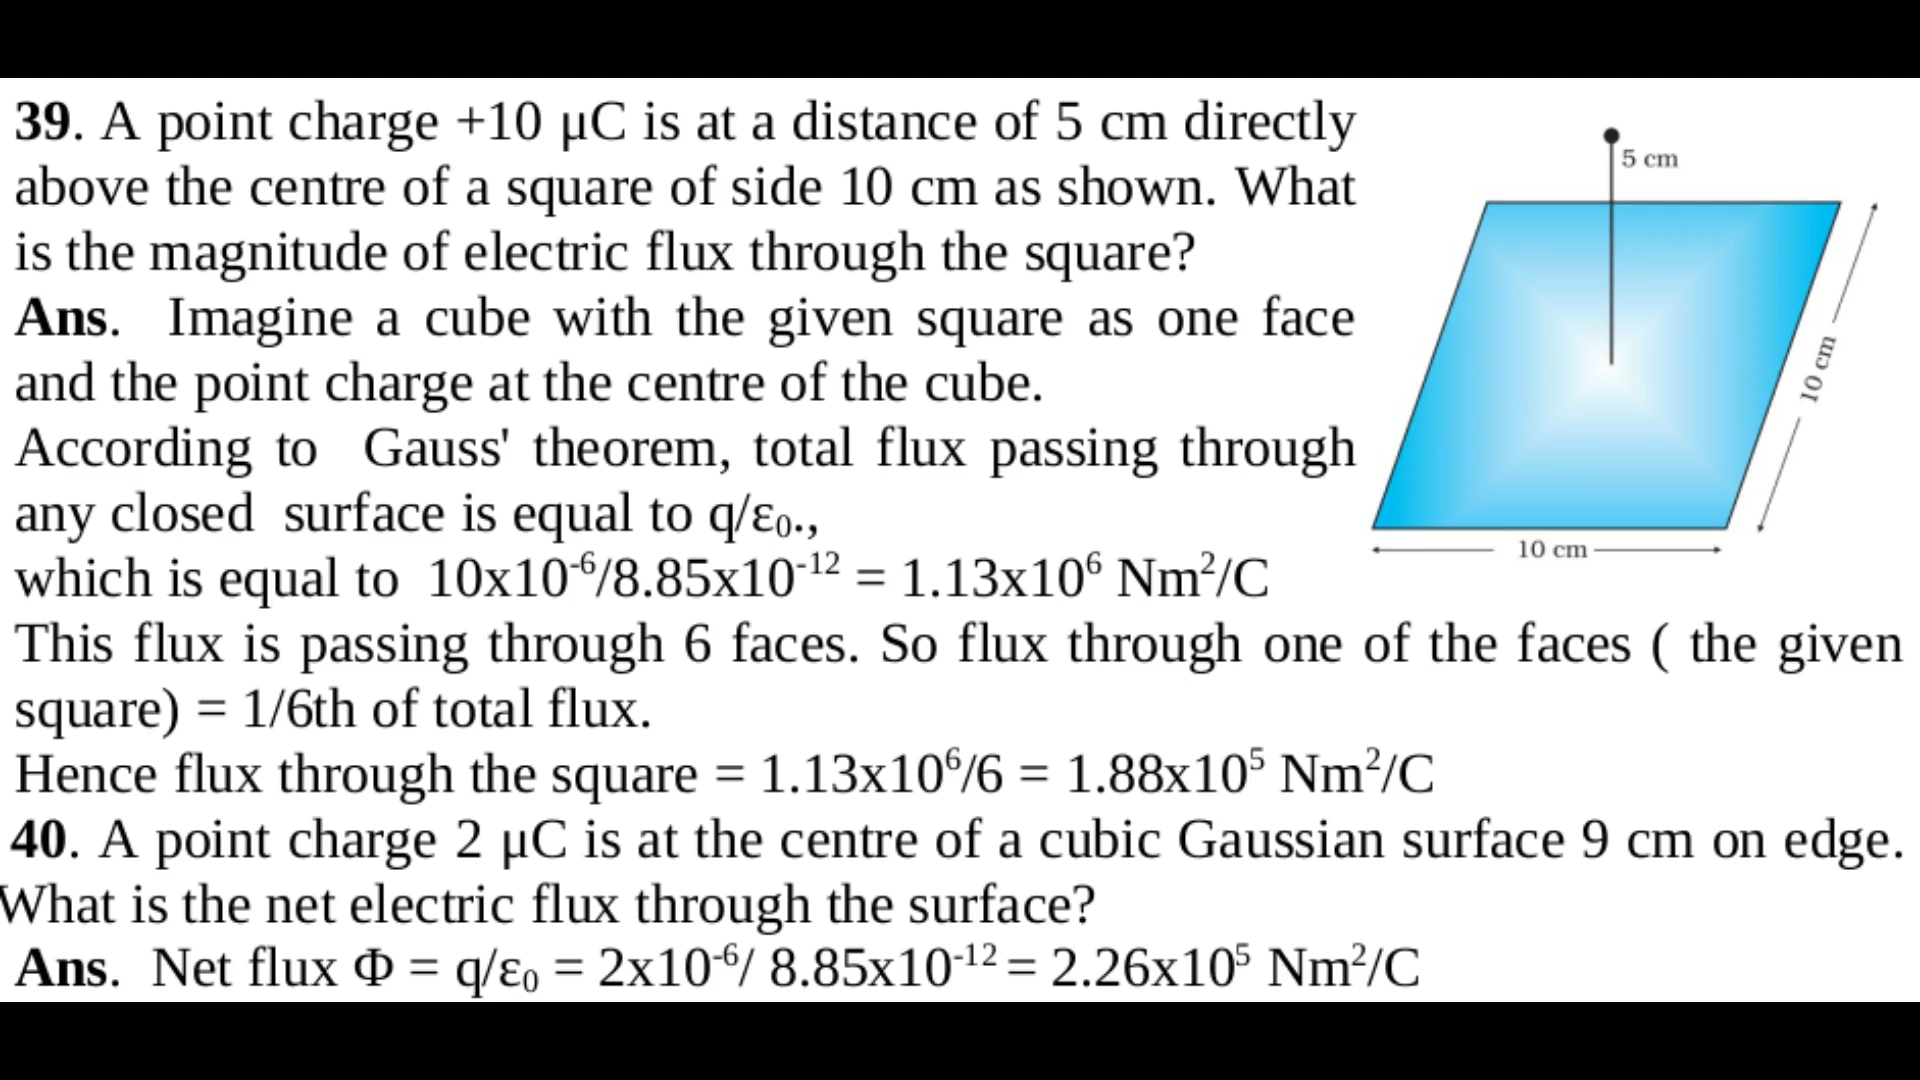 39. A point charge +10 μC is at a distance of 5 cm directly
above the centre of a square of side 10 cm as shown. What
is the magnitude of electric flux through the square?
Ans. Imagine a cube with the given square as one face
and the point charge at the centre of the cube.
According to Gauss' theorem, total flux passing through
any closed surface is equal to q/ε₀.,
which is equal to 10x10⁻⁶/8.85x10⁻¹² = 1.13x10⁶ Nm²/C
This flux is passing through 6 faces. So flux through one of the faces ( the given
square) = 1/6th of total flux.
Hence flux through the square = 1.13x10⁶/6 = 1.88x10⁵ Nm²/C
40. A point charge 2 μC is at the centre of a cubic Gaussian surface 9 cm on edge.
What is the net electric flux through the surface?
Ans. Net flux Φ = q/ε₀ = 2x10⁻⁶/ 8.85x10⁻¹² = 2.26x10⁵ Nm²/C
5 cm
10 cm
10 cm